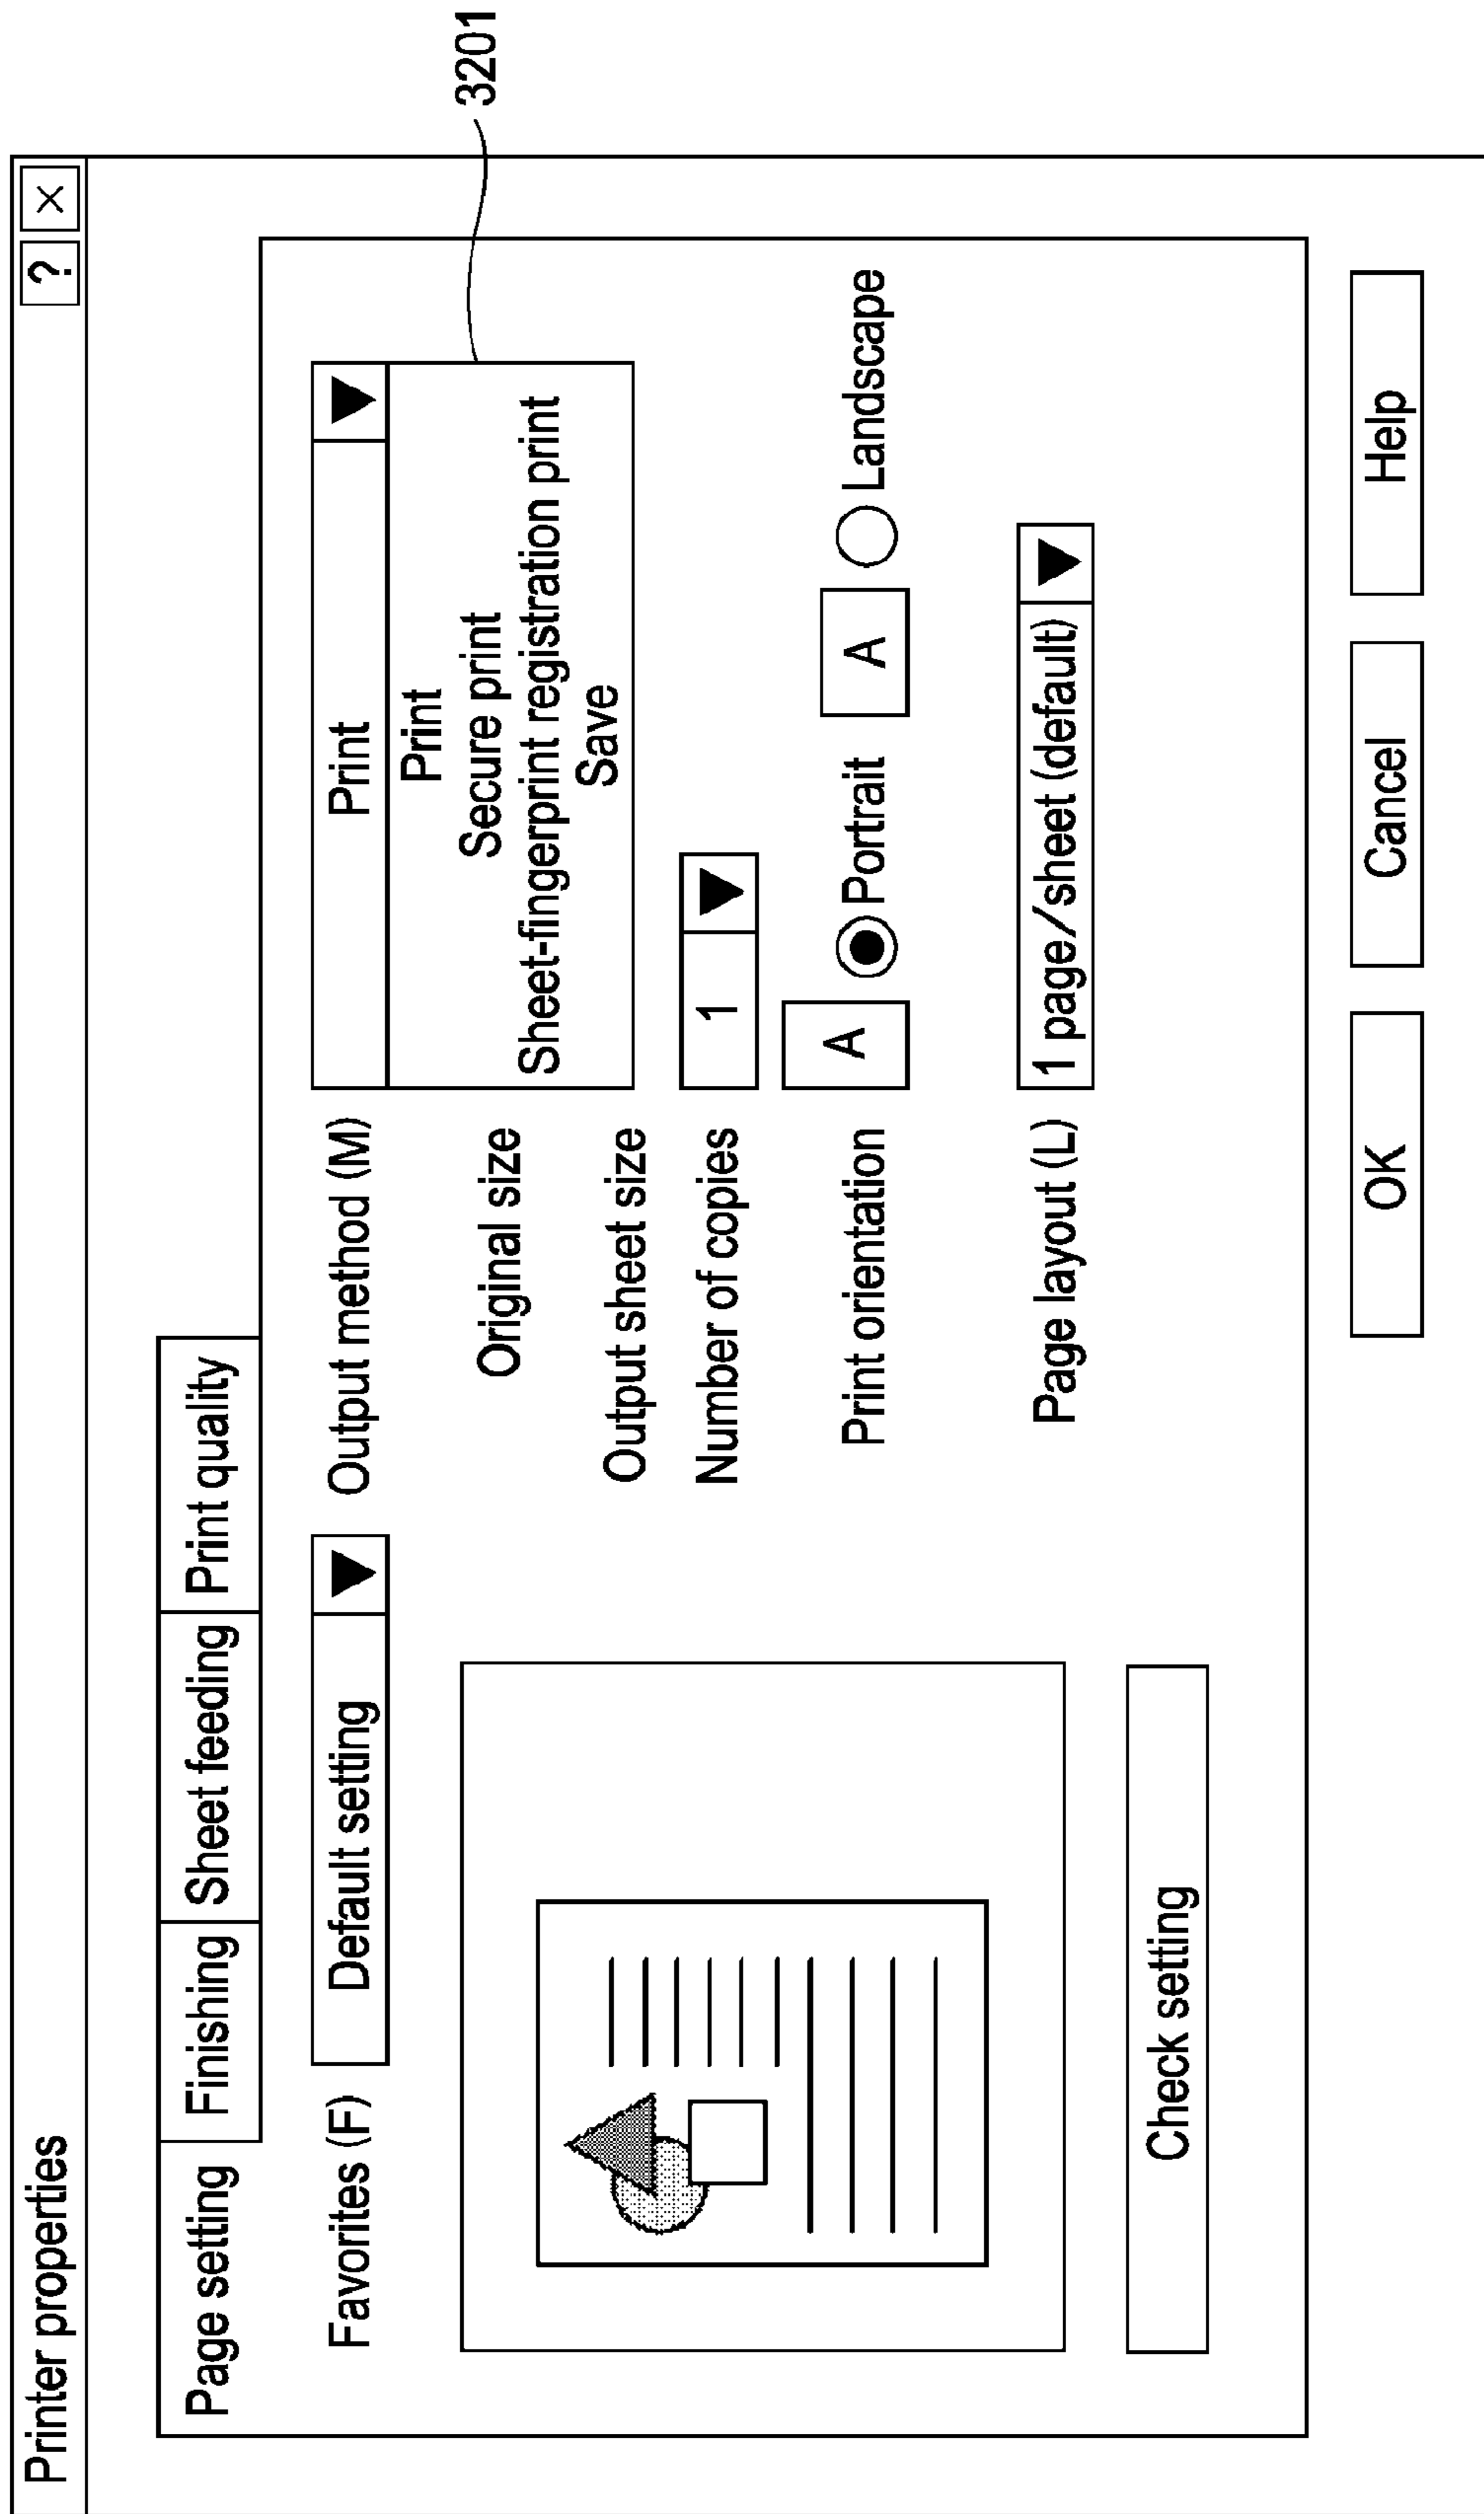 Printer properties
? ×
Page setting Finishing Sheet feeding Print quality
Favorites (F) Default setting
Output method (M) Print
3201
Print
Secure print
Sheet-fingerprint registration print
Save
Original size
Output sheet size
Number of copies 1
Print orientation A Portrait A Landscape
Page layout (L) 1 page/sheet (default)
Check setting
OK Cancel Help